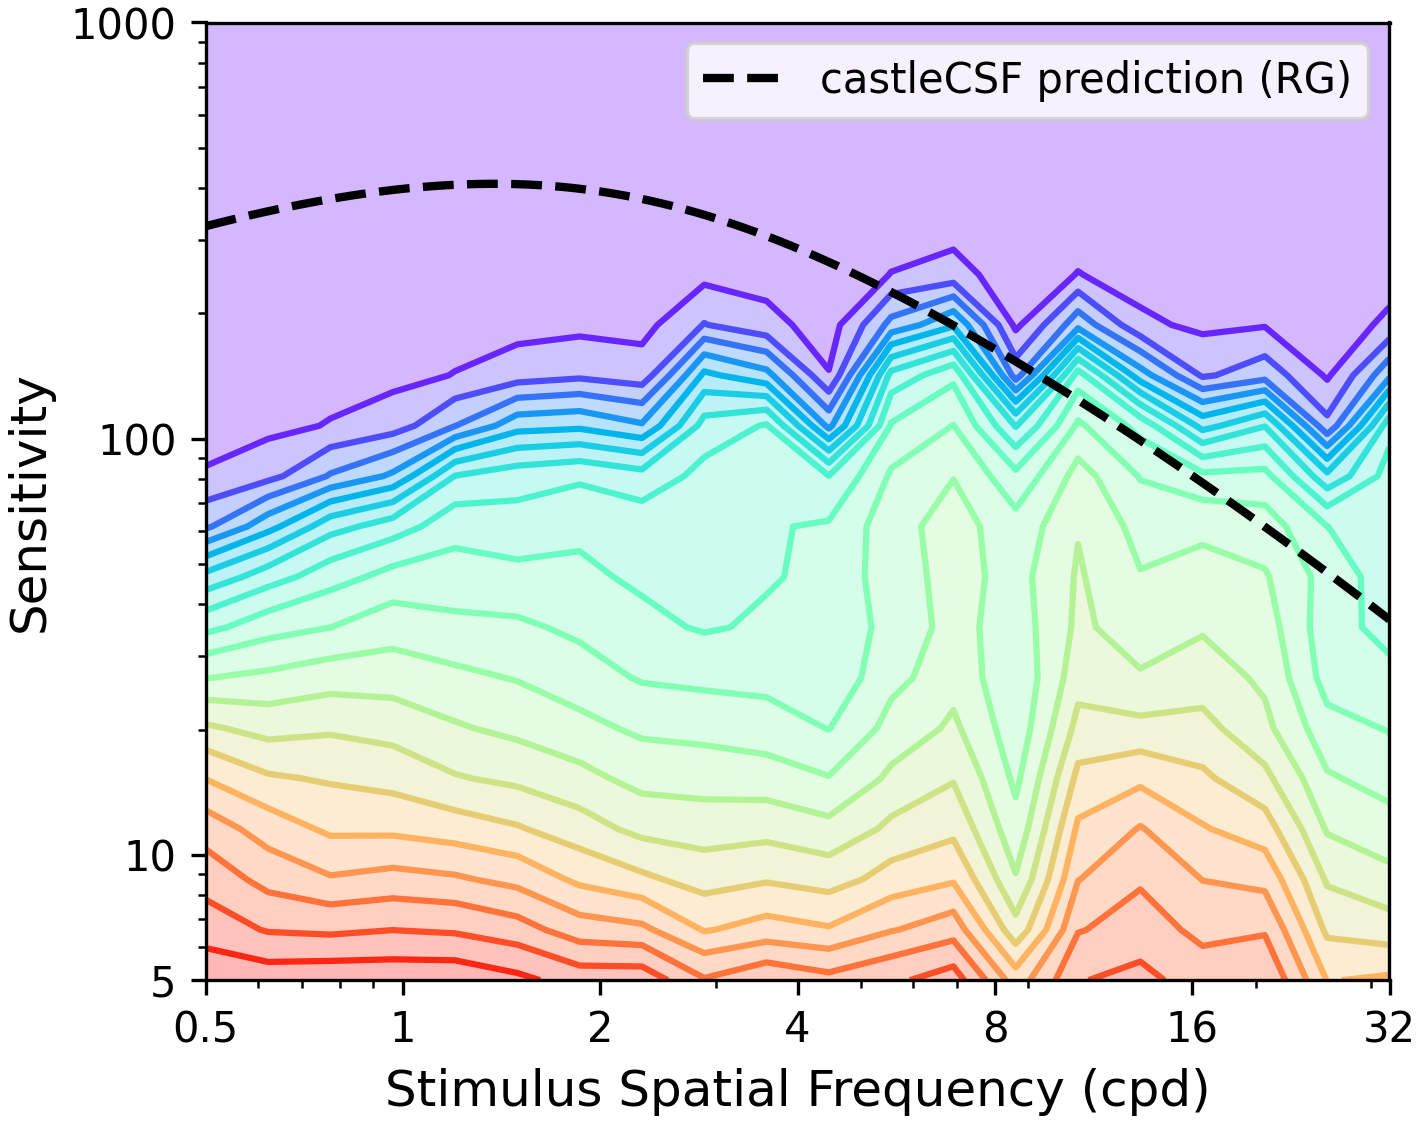 1000
castleCSF prediction (RG)
Sensitivity
100
10
5
0.5 1 2 4 8 16 32
Stimulus Spatial Frequency (cpd)